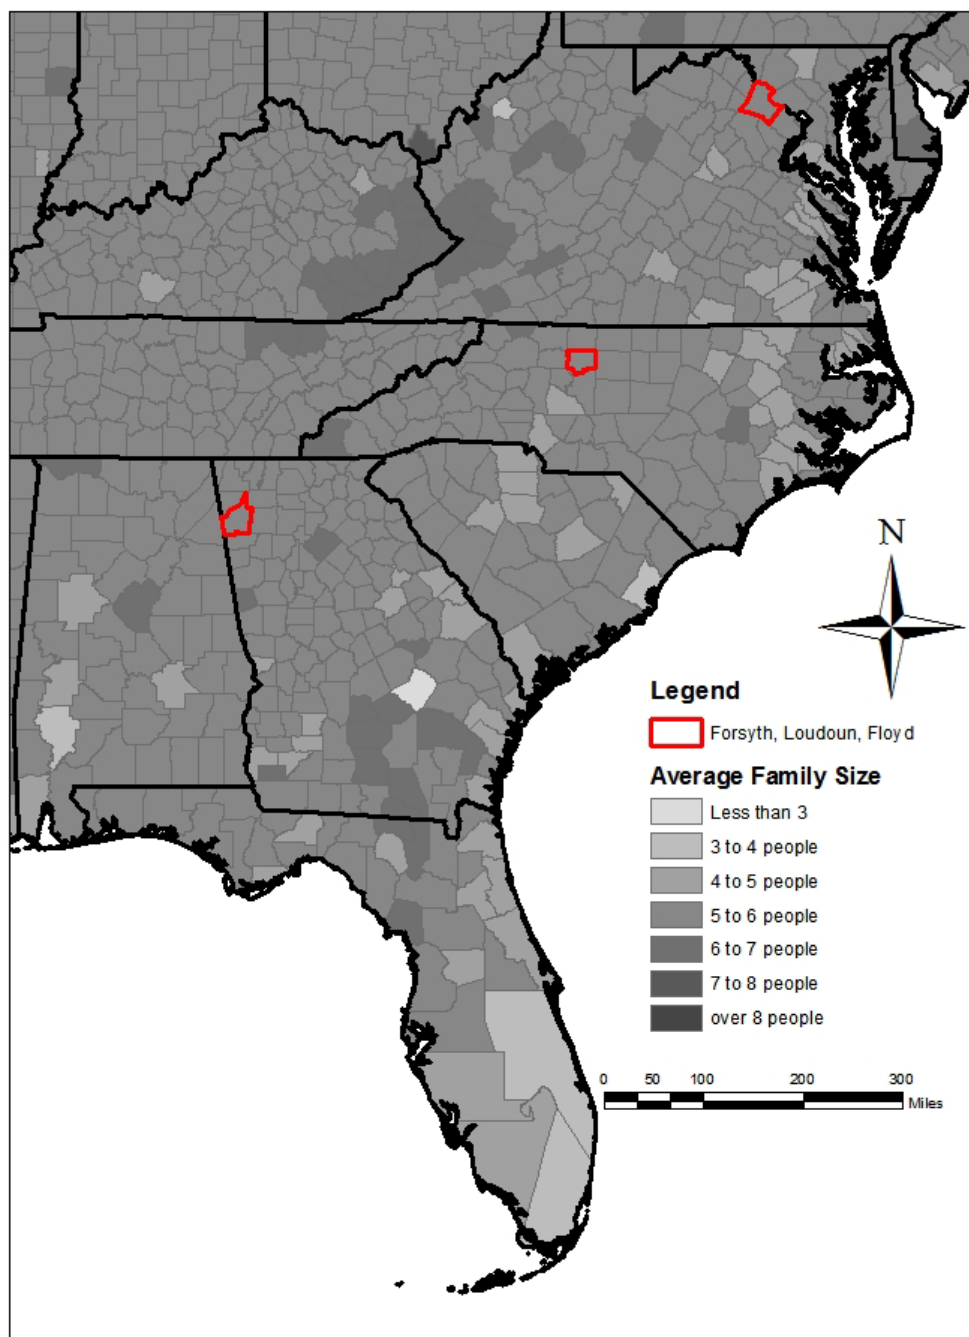 N
Legend
Forsyth, Loudoun, Floyd
Average Family Size
Less than 3
3 to 4 people
4 to 5 people
5 to 6 people
6 to 7 people
7 to 8 people
over 8 people
0 50 100 200 300
Miles